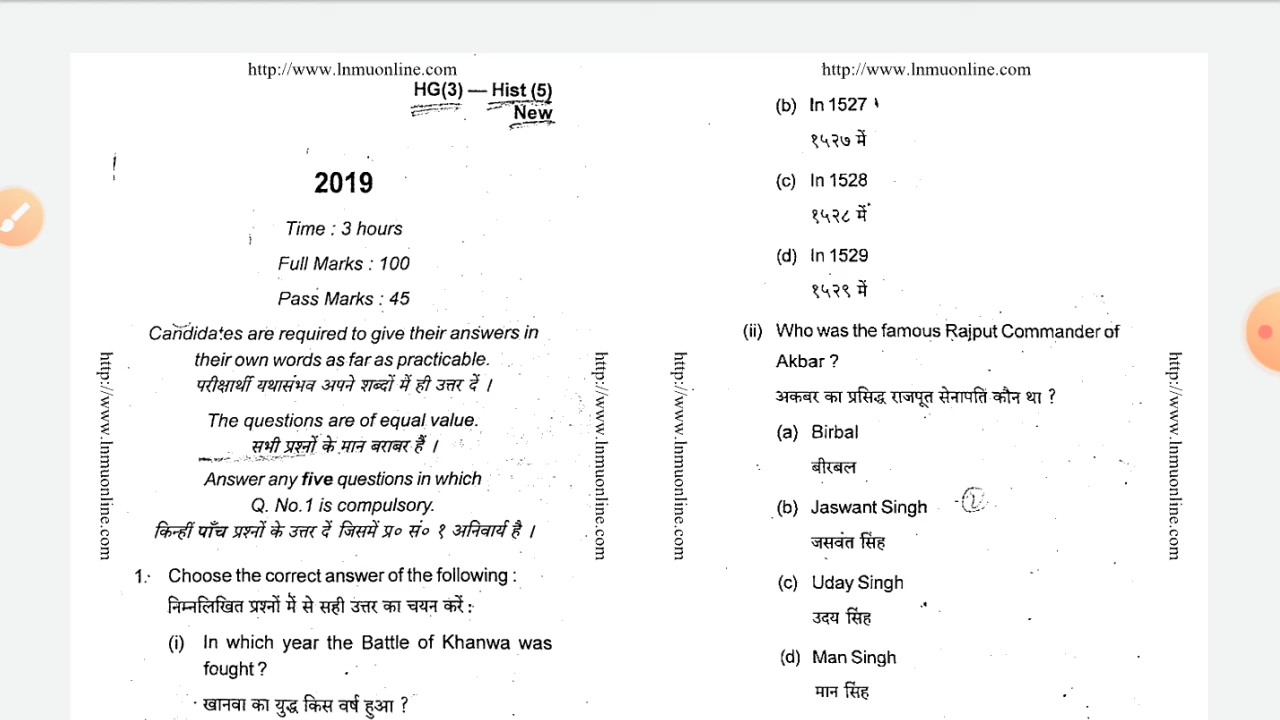 http://www.lnmuonline.com
HG(3) — Hist (5)
New
2019
Time : 3 hours
Full Marks : 100
Pass Marks : 45
Candidates are required to give their answers in
their own words as far as practicable.
परीक्षार्थी यथासंभव अपने शब्दों में ही उत्तर दें ।
The questions are of equal value.
सभी प्रश्नों के मान बराबर हैं ।
Answer any five questions in which
Q. No.1 is compulsory.
किन्हीं पाँच प्रश्नों के उत्तर दें जिसमें प्र० सं० १ अनिवार्य है ।
1. Choose the correct answer of the following :
निम्नलिखित प्रश्नों में से सही उत्तर का चयन करें :
(i) In which year the Battle of Khanwa was
fought ?
खानवा का युद्ध किस वर्ष हुआ ?
http://www.lnmuonline.com
http://www.lnmuonline.com
http://www.lnmuonline.com
(b) In 1527
१५२७ में
(c) In 1528
१५२८ में
(d) In 1529
१५२९ में
(ii) Who was the famous Rajput Commander of
Akbar ?
अकबर का प्रसिद्ध राजपूत सेनापति कौन था ?
(a) Birbal
बीरबल
(b) Jaswant Singh
जसवंत सिंह
(c) Uday Singh
उदय सिंह
(d) Man Singh
मान सिंह
http://www.lnmuonline.com
http://www.lnmuonline.com